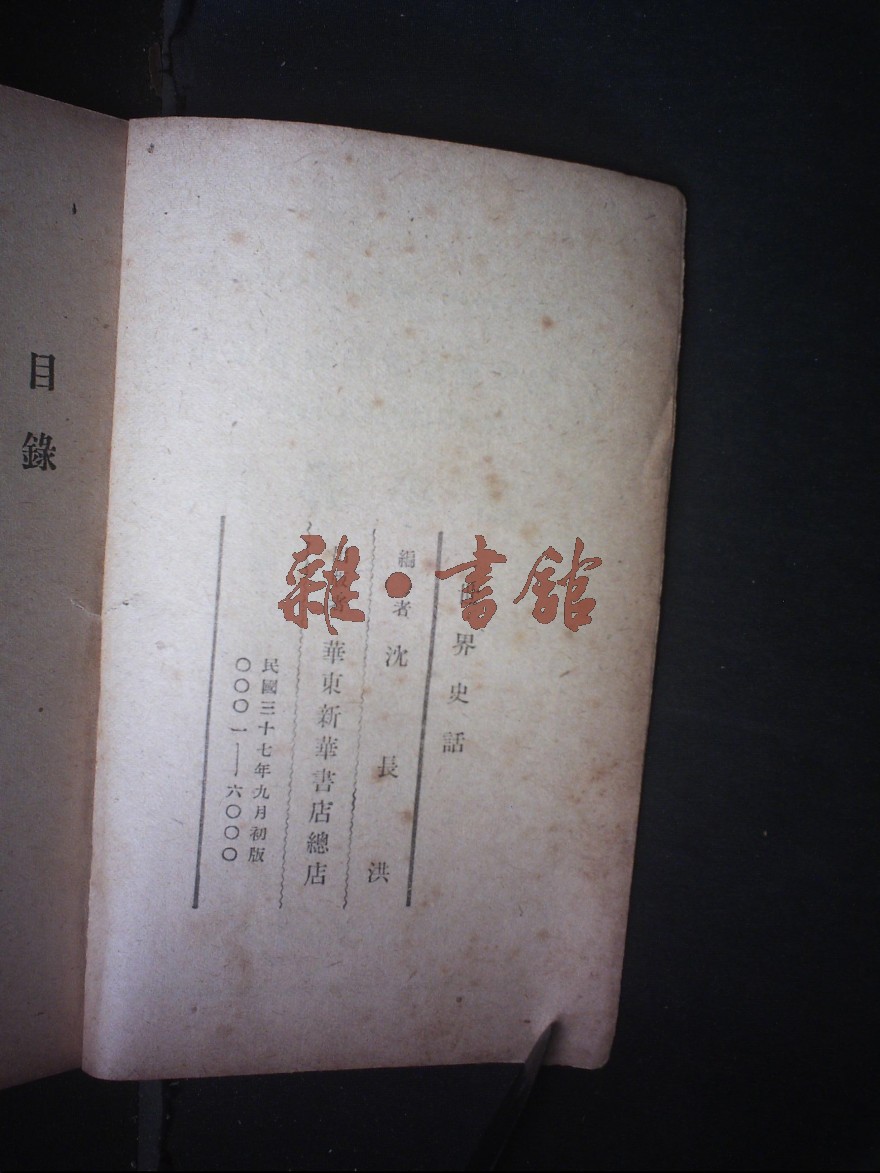 世界史話
編者 沈長洪
華東新華書店總店
民國三十七年九月初版
〇〇〇一——六〇〇〇
目錄
雜·書館